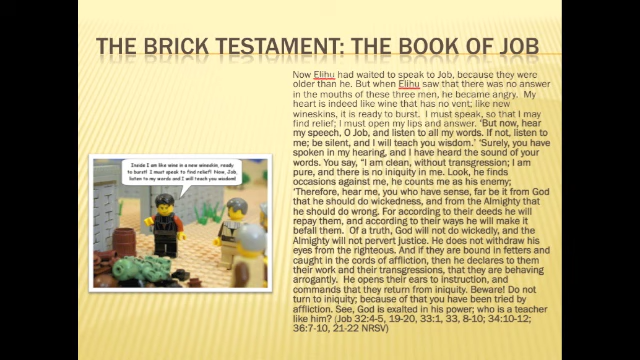 THE BRICK TESTAMENT: THE BOOK OF JOB
Now Elihu had waited to speak to Job, because they were
older than he. But when Elihu saw that there was no answer
in the mouths of these three men, he became angry. My
heart is indeed like wine that has no vent; like new
wineskins, it is ready to burst. I must speak, so that I may
find relief; I must open my lips and answer. 'But now, hear
my speech, O Job, and listen to all my words. If not, listen to
me; be silent, and I will teach you wisdom.' 'Surely, you have
spoken in my hearing, and I have heard the sound of your
words. You say, "I am clean, without transgression; I am
pure, and there is no iniquity in me. Look, he finds
occasions against me, he counts me as his enemy;
'Therefore, hear me, you who have sense, far be it from God
that he should do wickedness, and from the Almighty that
he should do wrong. For according to their deeds he will
repay them, and according to their ways he will make it
befall them. Of a truth, God will not do wickedly, and the
Almighty will not pervert justice. He does not withdraw his
eyes from the righteous. And if they are bound in fetters and
caught in the cords of affliction, then he declares to them
their work and their transgressions, that they are behaving
arrogantly. He opens their ears to instruction, and
commands that they return from iniquity. Beware! Do not
turn to iniquity; because of that you have been tried by
affliction. See, God is exalted in his power; who is a teacher
like him? (Job 32:4-5, 19-20, 33:1, 33, 8-10; 34:10-12;
36:7-10, 21-22 NRSV)
Inside I am like wine in a new wineskin, ready
to burst! I must speak to find relief! Now, Job,
listen to my words and I will teach you wisdom!